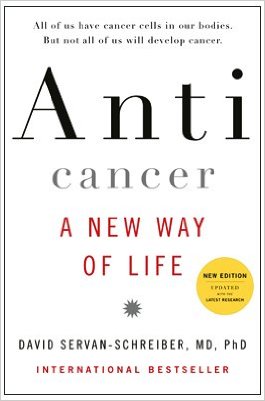 All of us have cancer cells in our bodies.
But not all of us will develop cancer.
Anti
cancer
A NEW WAY
OF LIFE
NEW EDITION
UPDATED
WITH THE
LATEST RESEARCH
DAVID SERVAN-SCHREIBER, MD, PhD
INTERNATIONAL BESTSELLER